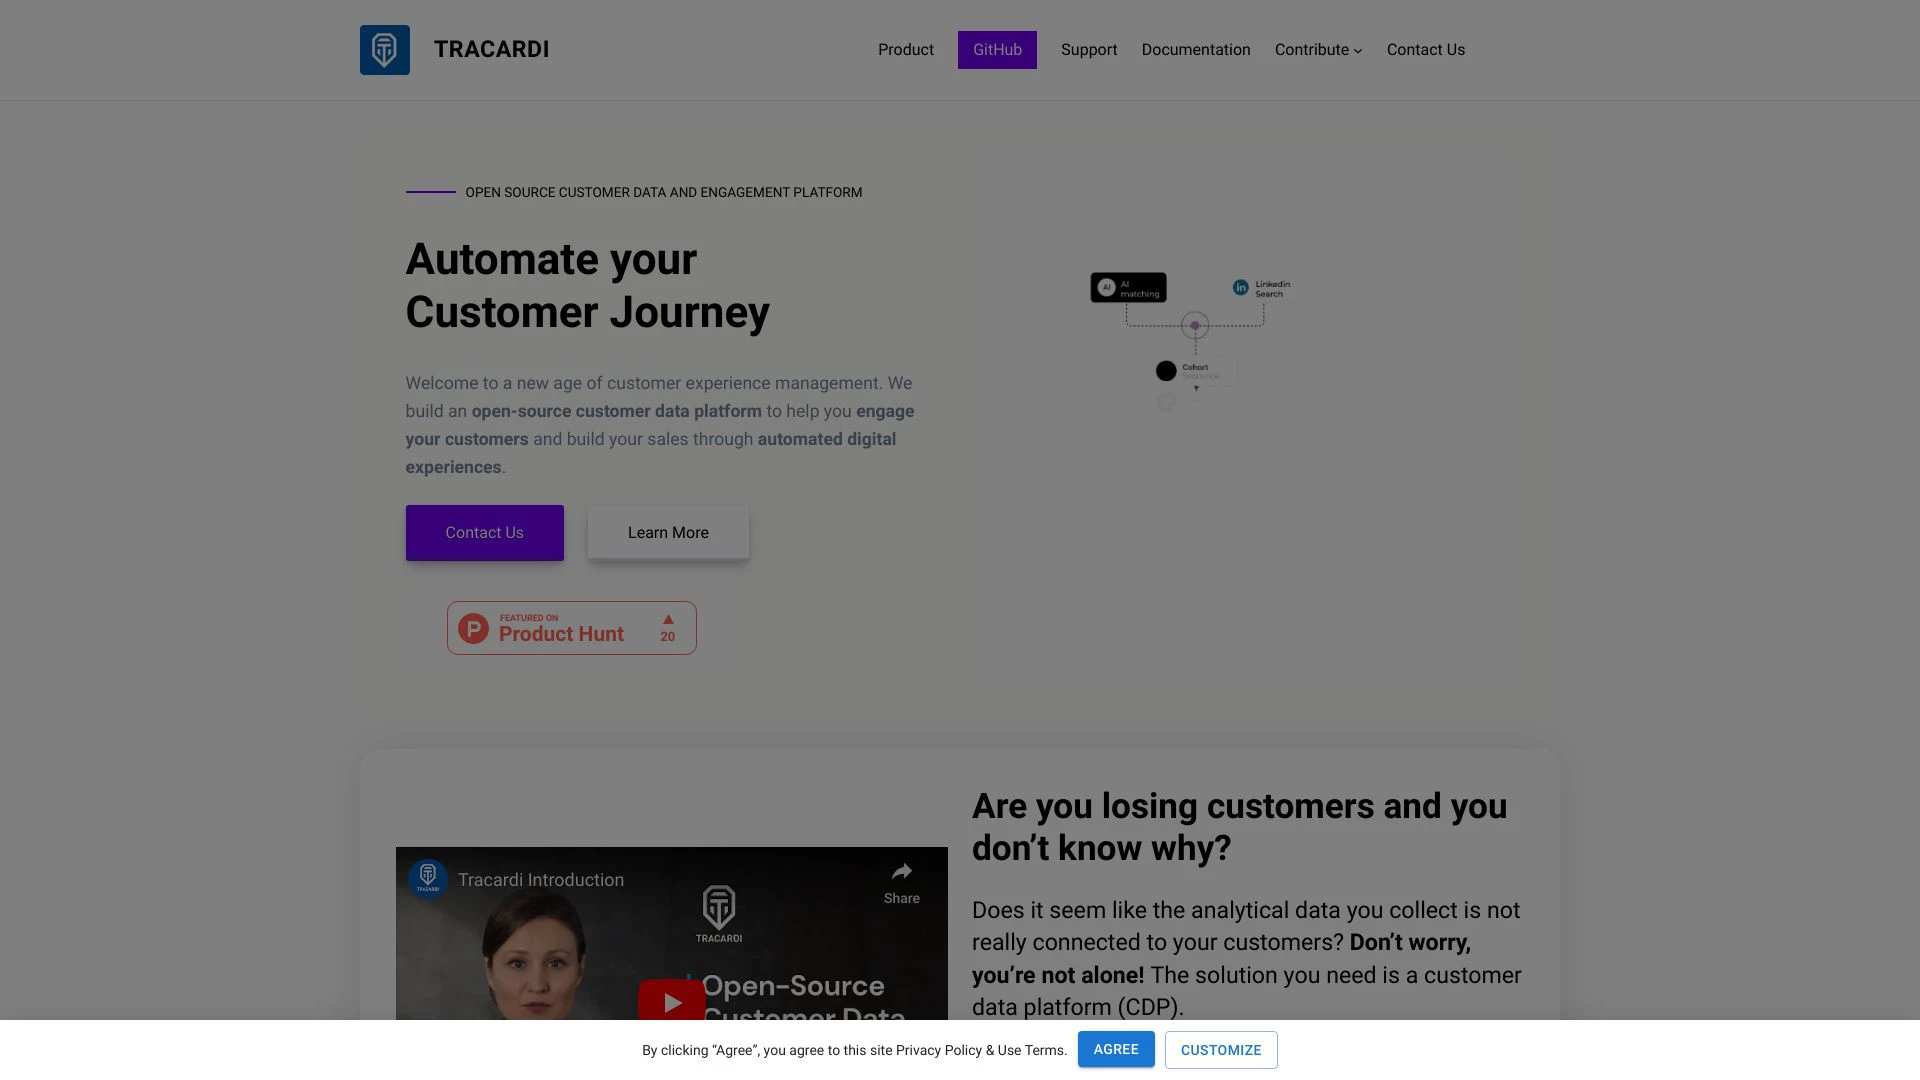 TRACARDI
Product
GitHub
Support
Documentation
Contribute
Contact Us
OPEN SOURCE CUSTOMER DATA AND ENGAGEMENT PLATFORM
Automate your
Customer Journey
Welcome to a new age of customer experience management. We
build an open-source customer data platform to help you engage
your customers and build your sales through automated digital
experiences.
Contact Us
Learn More
FEATURED ON
Product Hunt
20
AI
AI
matching
in
Linkedin
Search
Cohort
Sequence
Tracardi Introduction
TRACARDI
Share
TRACARDI
Open-Source
Customer Data
Are you losing customers and you
don’t know why?
Does it seem like the analytical data you collect is not
really connected to your customers? Don’t worry,
you’re not alone! The solution you need is a customer
data platform (CDP).
By clicking “Agree”, you agree to this site Privacy Policy & Use Terms.
AGREE
CUSTOMIZE